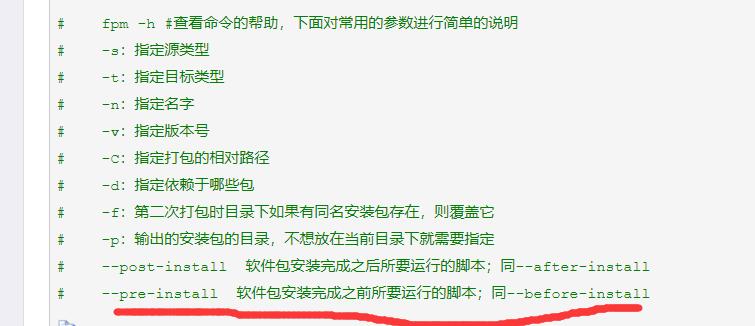 # fpm -h #查看命令的帮助，下面对常用的参数进行简单的说明
# -s：指定源类型
# -t：指定目标类型
# -n：指定名字
# -v：指定版本号
# -C：指定打包的相对路径
# -d：指定依赖于哪些包
# -f：第二次打包时目录下如果有同名安装包存在，则覆盖它
# -p：输出的安装包的目录，不想放在当前目录下就需要指定
# --post-install 软件包安装完成之后所要运行的脚本；同--after-install
# --pre-install 软件包安装完成之前所要运行的脚本；同--before-install